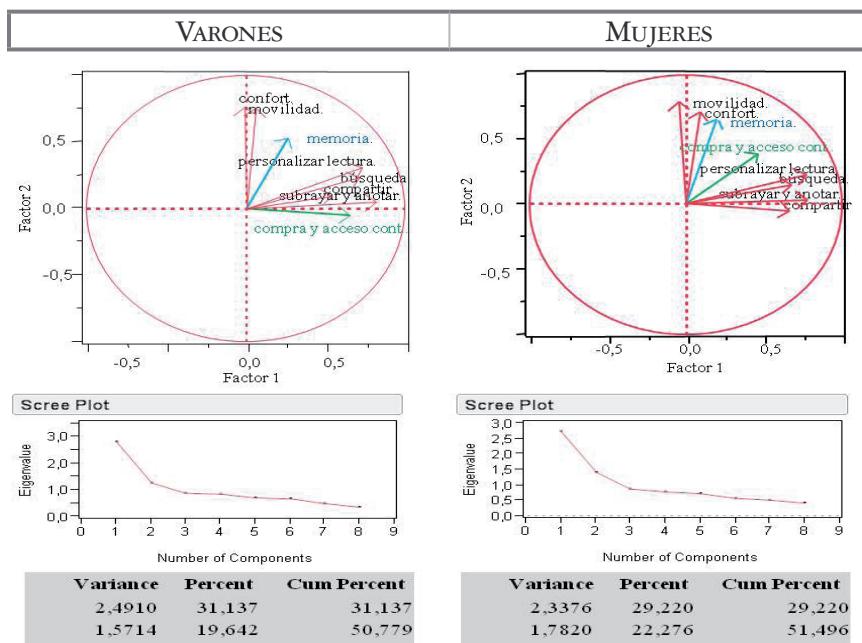 VARONES
MUJERES
confort.
movilidad.
memoria.
personalizar lectura.
búsqueda.
compartir.
subrayar y anotar.
compra y acceso cont.
0,5
0,0
-0,5
Factor 2
-0,5
0,0
0,5
Factor 1
movilidad.
confort.
memoria.
compra y acceso cont.
personalizar lectura.
búsqueda.
subrayar y anotar.
compartir
0,5
0,0
-0,5
Factor 2
-0,5
0,0
0,5
Factor 1
Scree Plot
3,0
2,0
1,0
0,0
Eigenvalue
0 1 2 3 4 5 6 7 8 9
Number of Components
Scree Plot
3,0
2,5
2,0
1,5
1,0
0,5
0,0
Eigenvalue
0 1 2 3 4 5 6 7 8 9
Number of Components
Variance Percent Cum Percent
2,4910 31,137 31,137
1,5714 19,642 50,779
Variance Percent Cum Percent
2,3376 29,220 29,220
1,7820 22,276 51,496